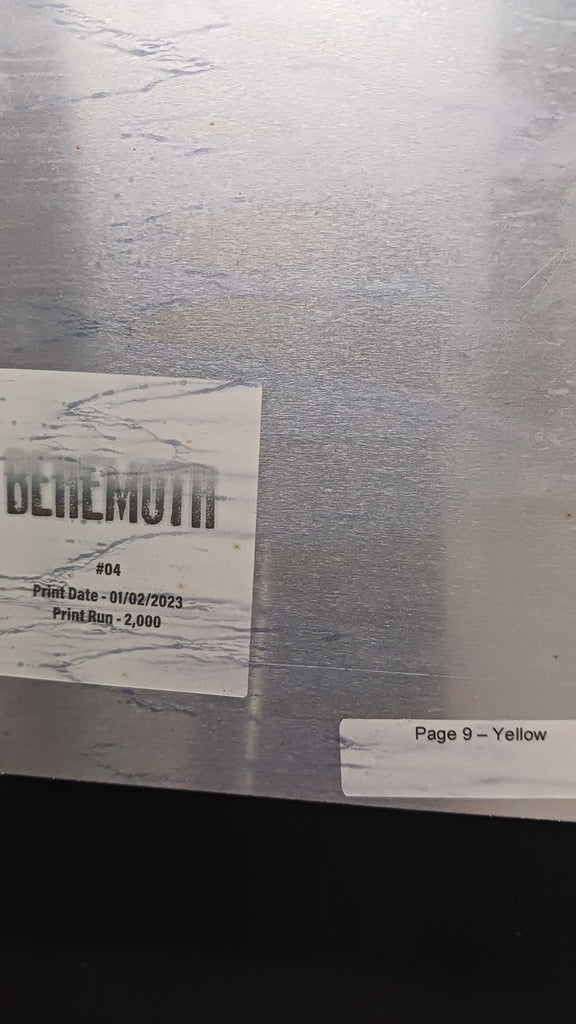 BEHEMOTH
#04
Print Date - 01/02/2023
Print Run - 2,000
Page 9 – Yellow